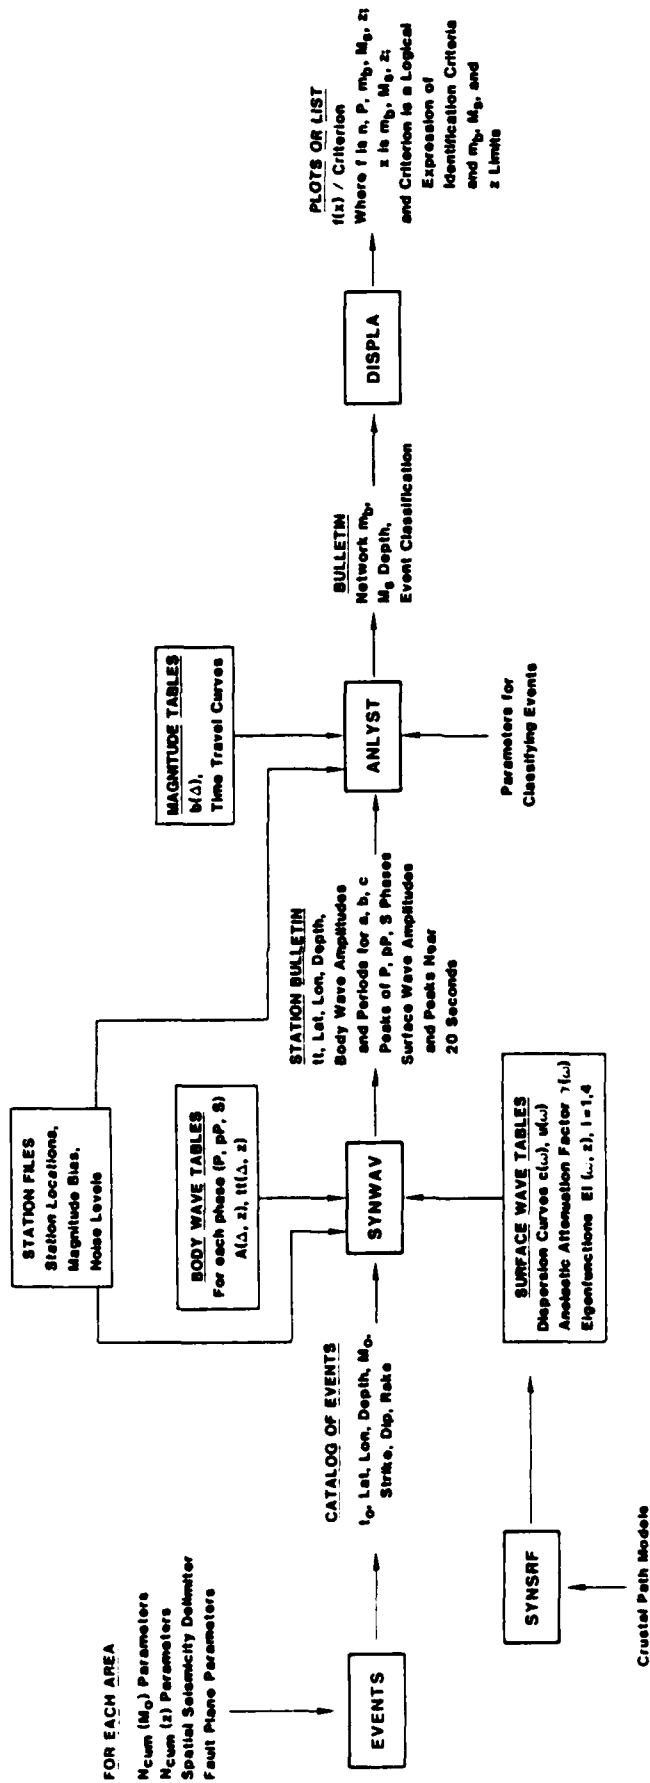 FOR EACH AREA
Ncum (Mo) Parameters
Ncum (z) Parameters
Spatial Seismicity Delimiter
Fault Plane Parameters
EVENTS
CATALOG OF EVENTS
to, Lat, Lon, Depth, Mo,
Strike, Dip, Rake
SYNSRF
Crustal Path Models
STATION FILES
Station Locations,
Magnitude Bias,
Noise Levels
BODY WAVE TABLES
For each phase (P, pP, S)
A(Δ, z), tt(Δ, z)
SYNWAV
SURFACE WAVE TABLES
Dispersion Curves c(ω), u(ω)
Anelastic Attenuation Factor γ(ω)
Eigenfunctions Ei (ω, z), i=1,4
STATION BULLETIN
tt, Lat, Lon, Depth,
Body Wave Amplitudes
and Periods for a, b, c
Peaks of P, pP, S Phases
Surface Wave Amplitudes
and Peaks Near
20 Seconds
MAGNITUDE TABLES
b(Δ),
Time Travel Curves
ANLYST
Parameters for
Classifying Events
BULLETIN
Network mb,
Ms Depth,
Event Classification
DISPLA
PLOTS OR LIST
f(x) / Criterion
Where f is n, P, mb, Ms, z;
x is mb, Ms, z;
and Criterion is a Logical
Expression of
Identification Criteria
and mb, Ms, and
z Limits